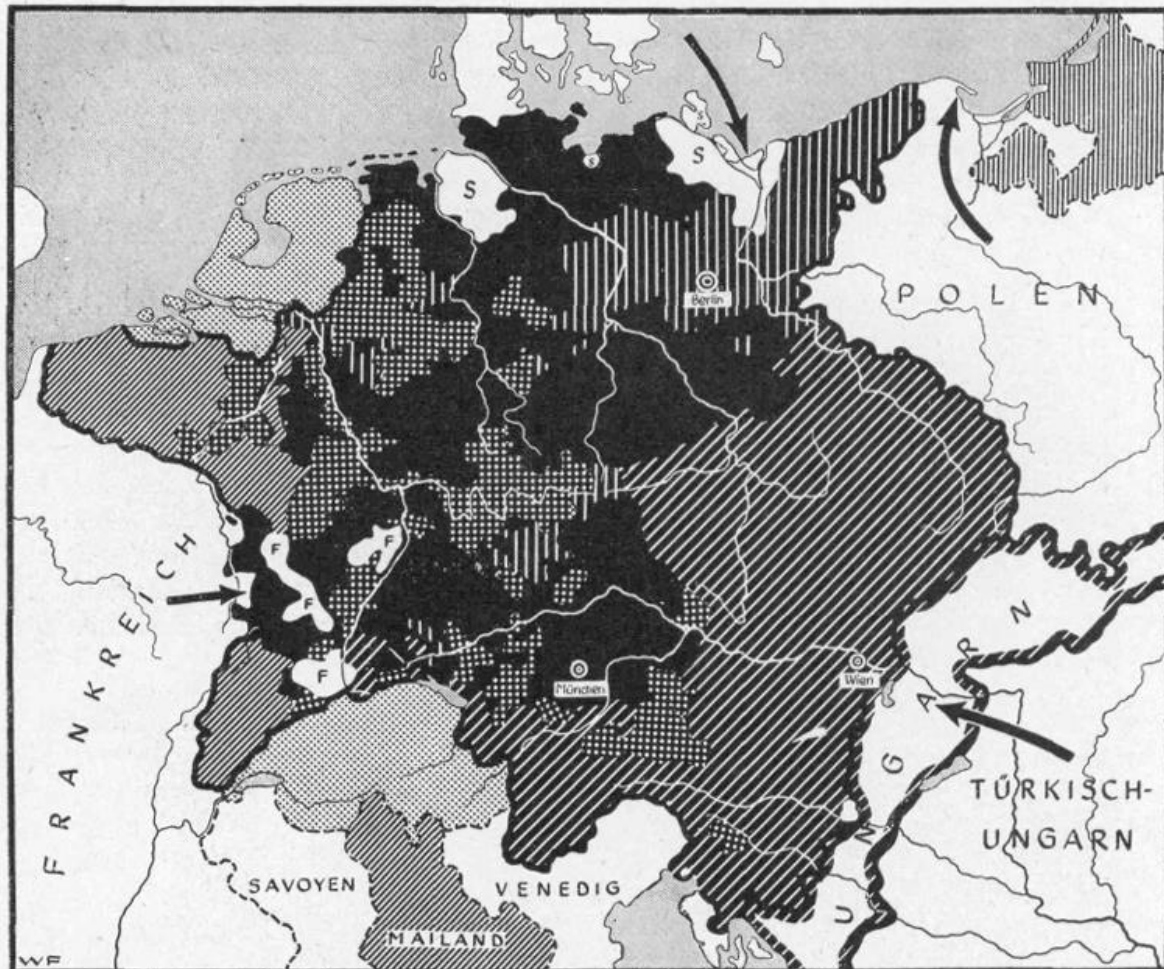 S
S
S
S
Berlin
POLEN
FRANKREICH
F
F
F
F
München
Wien
UNGARN
TÜRKISCH-
UNGARN
SAVOYEN
VENEDIG
MAILAND
WF